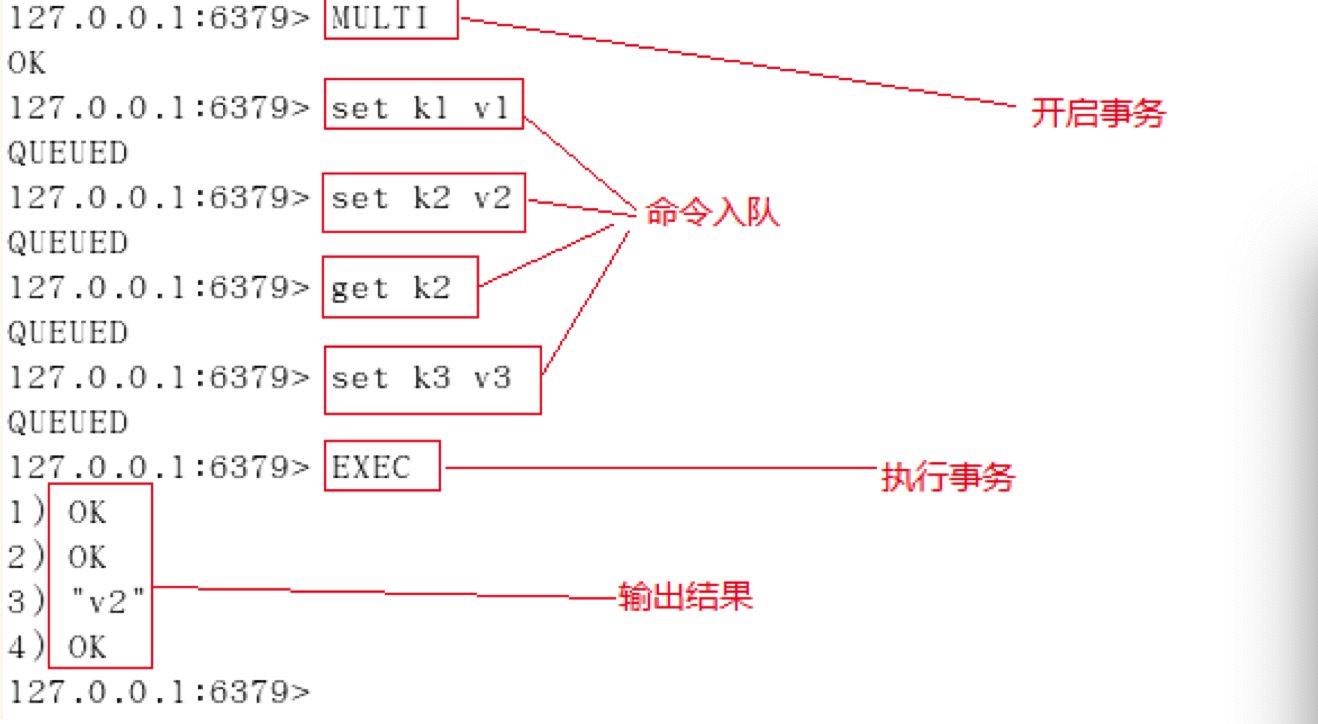 127.0.0.1:6379> MULTI
OK
127.0.0.1:6379> set k1 v1
开启事务
QUEUED
127.0.0.1:6379> set k2 v2
命令入队
QUEUED
127.0.0.1:6379> get k2
QUEUED
127.0.0.1:6379> set k3 v3
QUEUED
127.0.0.1:6379> EXEC
执行事务
1) OK
2) OK
3) "v2"
输出结果
4) OK
127.0.0.1:6379>